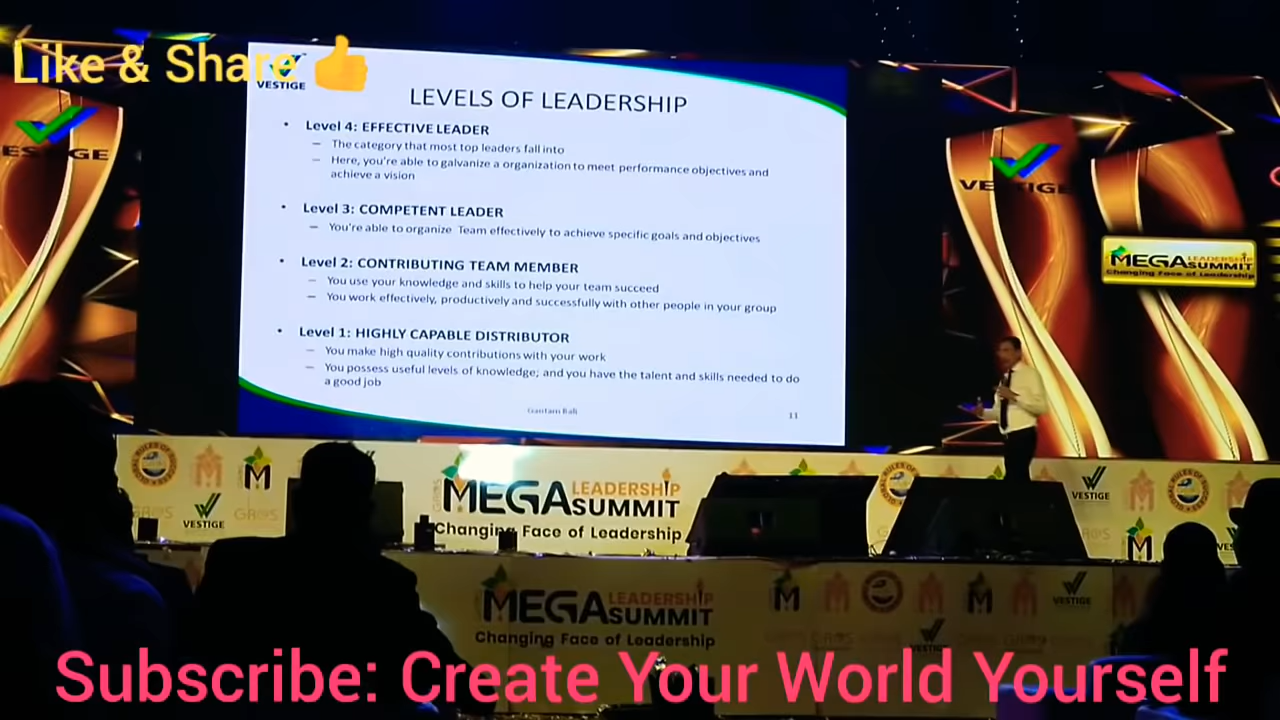 Like & Share
VESTIGE
LEVELS OF LEADERSHIP
• Level 4: EFFECTIVE LEADER
– The category that most top leaders fall into
– Here, you're able to galvanize a organization to meet performance objectives and
achieve a vision
• Level 3: COMPETENT LEADER
– You're able to organize Team effectively to achieve specific goals and objectives
• Level 2: CONTRIBUTING TEAM MEMBER
– You use your knowledge and skills to help your team succeed
– You work effectively, productively and successfully with other people in your group
• Level 1: HIGHLY CAPABLE DISTRIBUTOR
– You make high quality contributions with your work
– You possess useful levels of knowledge; and you have the talent and skills needed to do
a good job
Gautam Bali
11
VESTIGE
VESTIGE
MEGA LEADERSHIP
SUMMIT
Changing Face of Leadership
VESTIGE
GROS
MEGA LEADERSHIP
SUMMIT
Changing Face of Leadership
VESTIGE
MEGA LEADERSHIP
SUMMIT
Changing Face of Leadership
VESTIGE
Subscribe: Create Your World Yourself